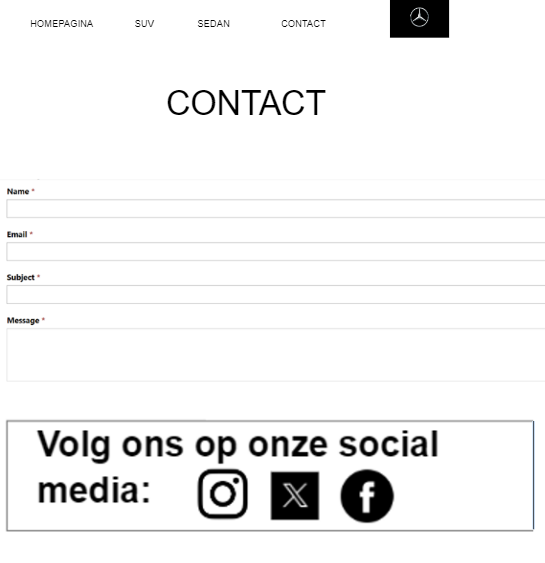 HOMEPAGINA SUV SEDAN CONTACT
CONTACT
Name *
Email *
Subject *
Message *
Volg ons op onze social
media: